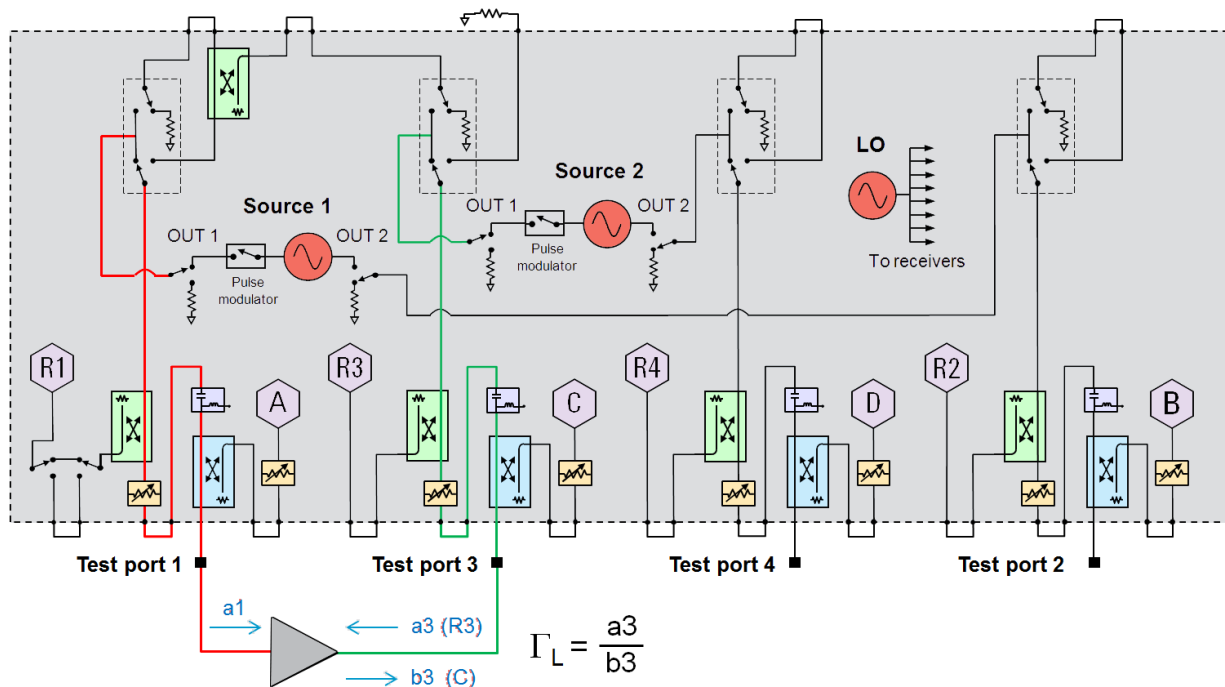 Source 1
OUT 1
OUT 2
Pulse
modulator
Source 2
OUT 1
OUT 2
Pulse
modulator
LO
To receivers
R1
A
R3
C
R4
D
R2
B
Test port 1
Test port 3
Test port 4
Test port 2
a1
a3 (R3)
b3 (C)
ΓL = a3
b3